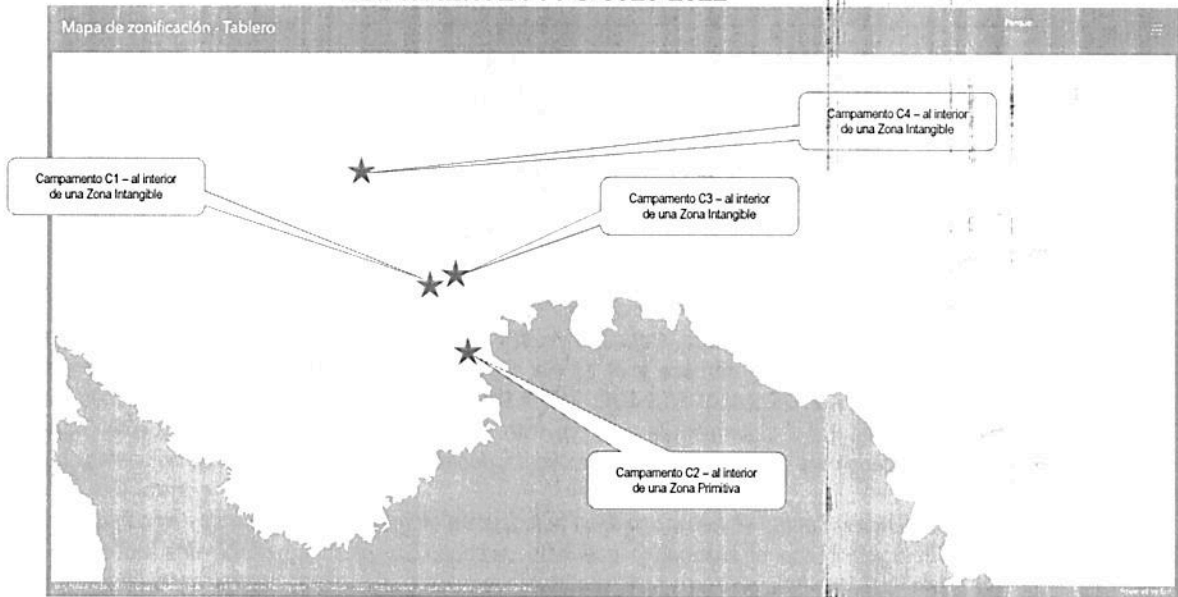 Mapa de zonificación - Tablero
Parque
Campamento C4 – al interior
de una Zona Intangible
Campamento C1 – al interior
de una Zona Intangible
Campamento C3 – al interior
de una Zona Intangible
Campamento C2 – al interior
de una Zona Primitiva